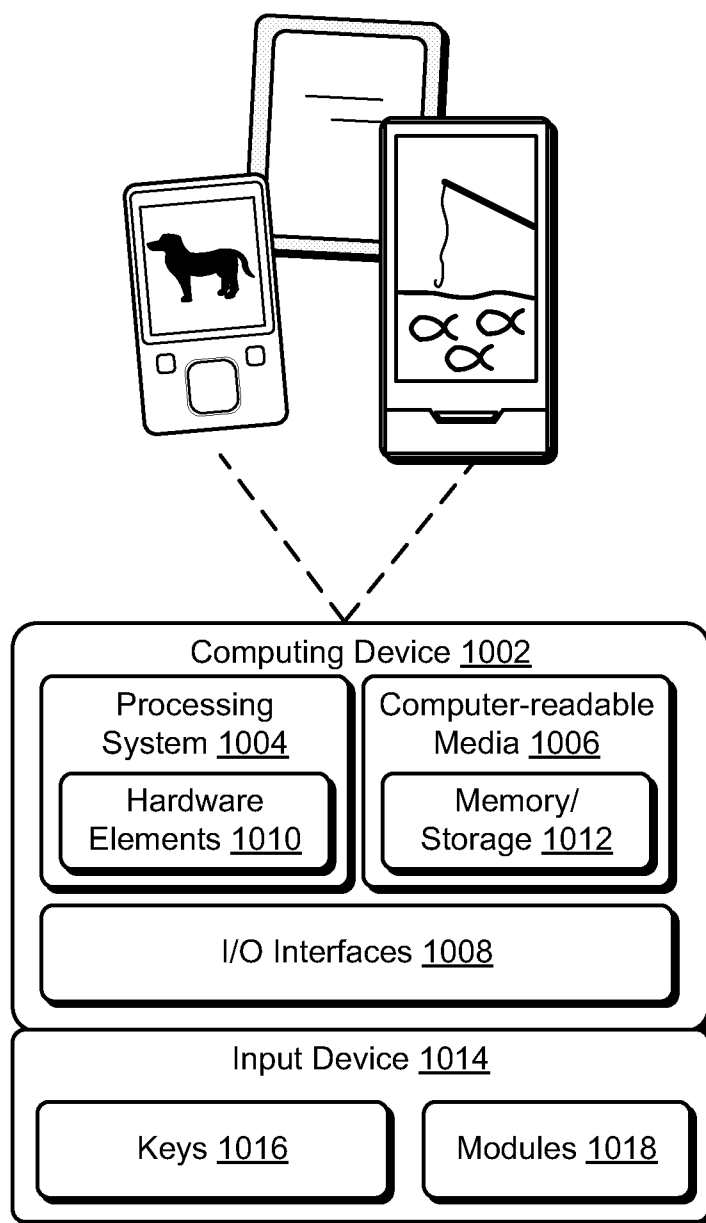 Computing Device 1002
Processing
System 1004
Hardware
Elements 1010
Computer-readable
Media 1006
Memory/
Storage 1012
I/O Interfaces 1008
Input Device 1014
Keys 1016
Modules 1018